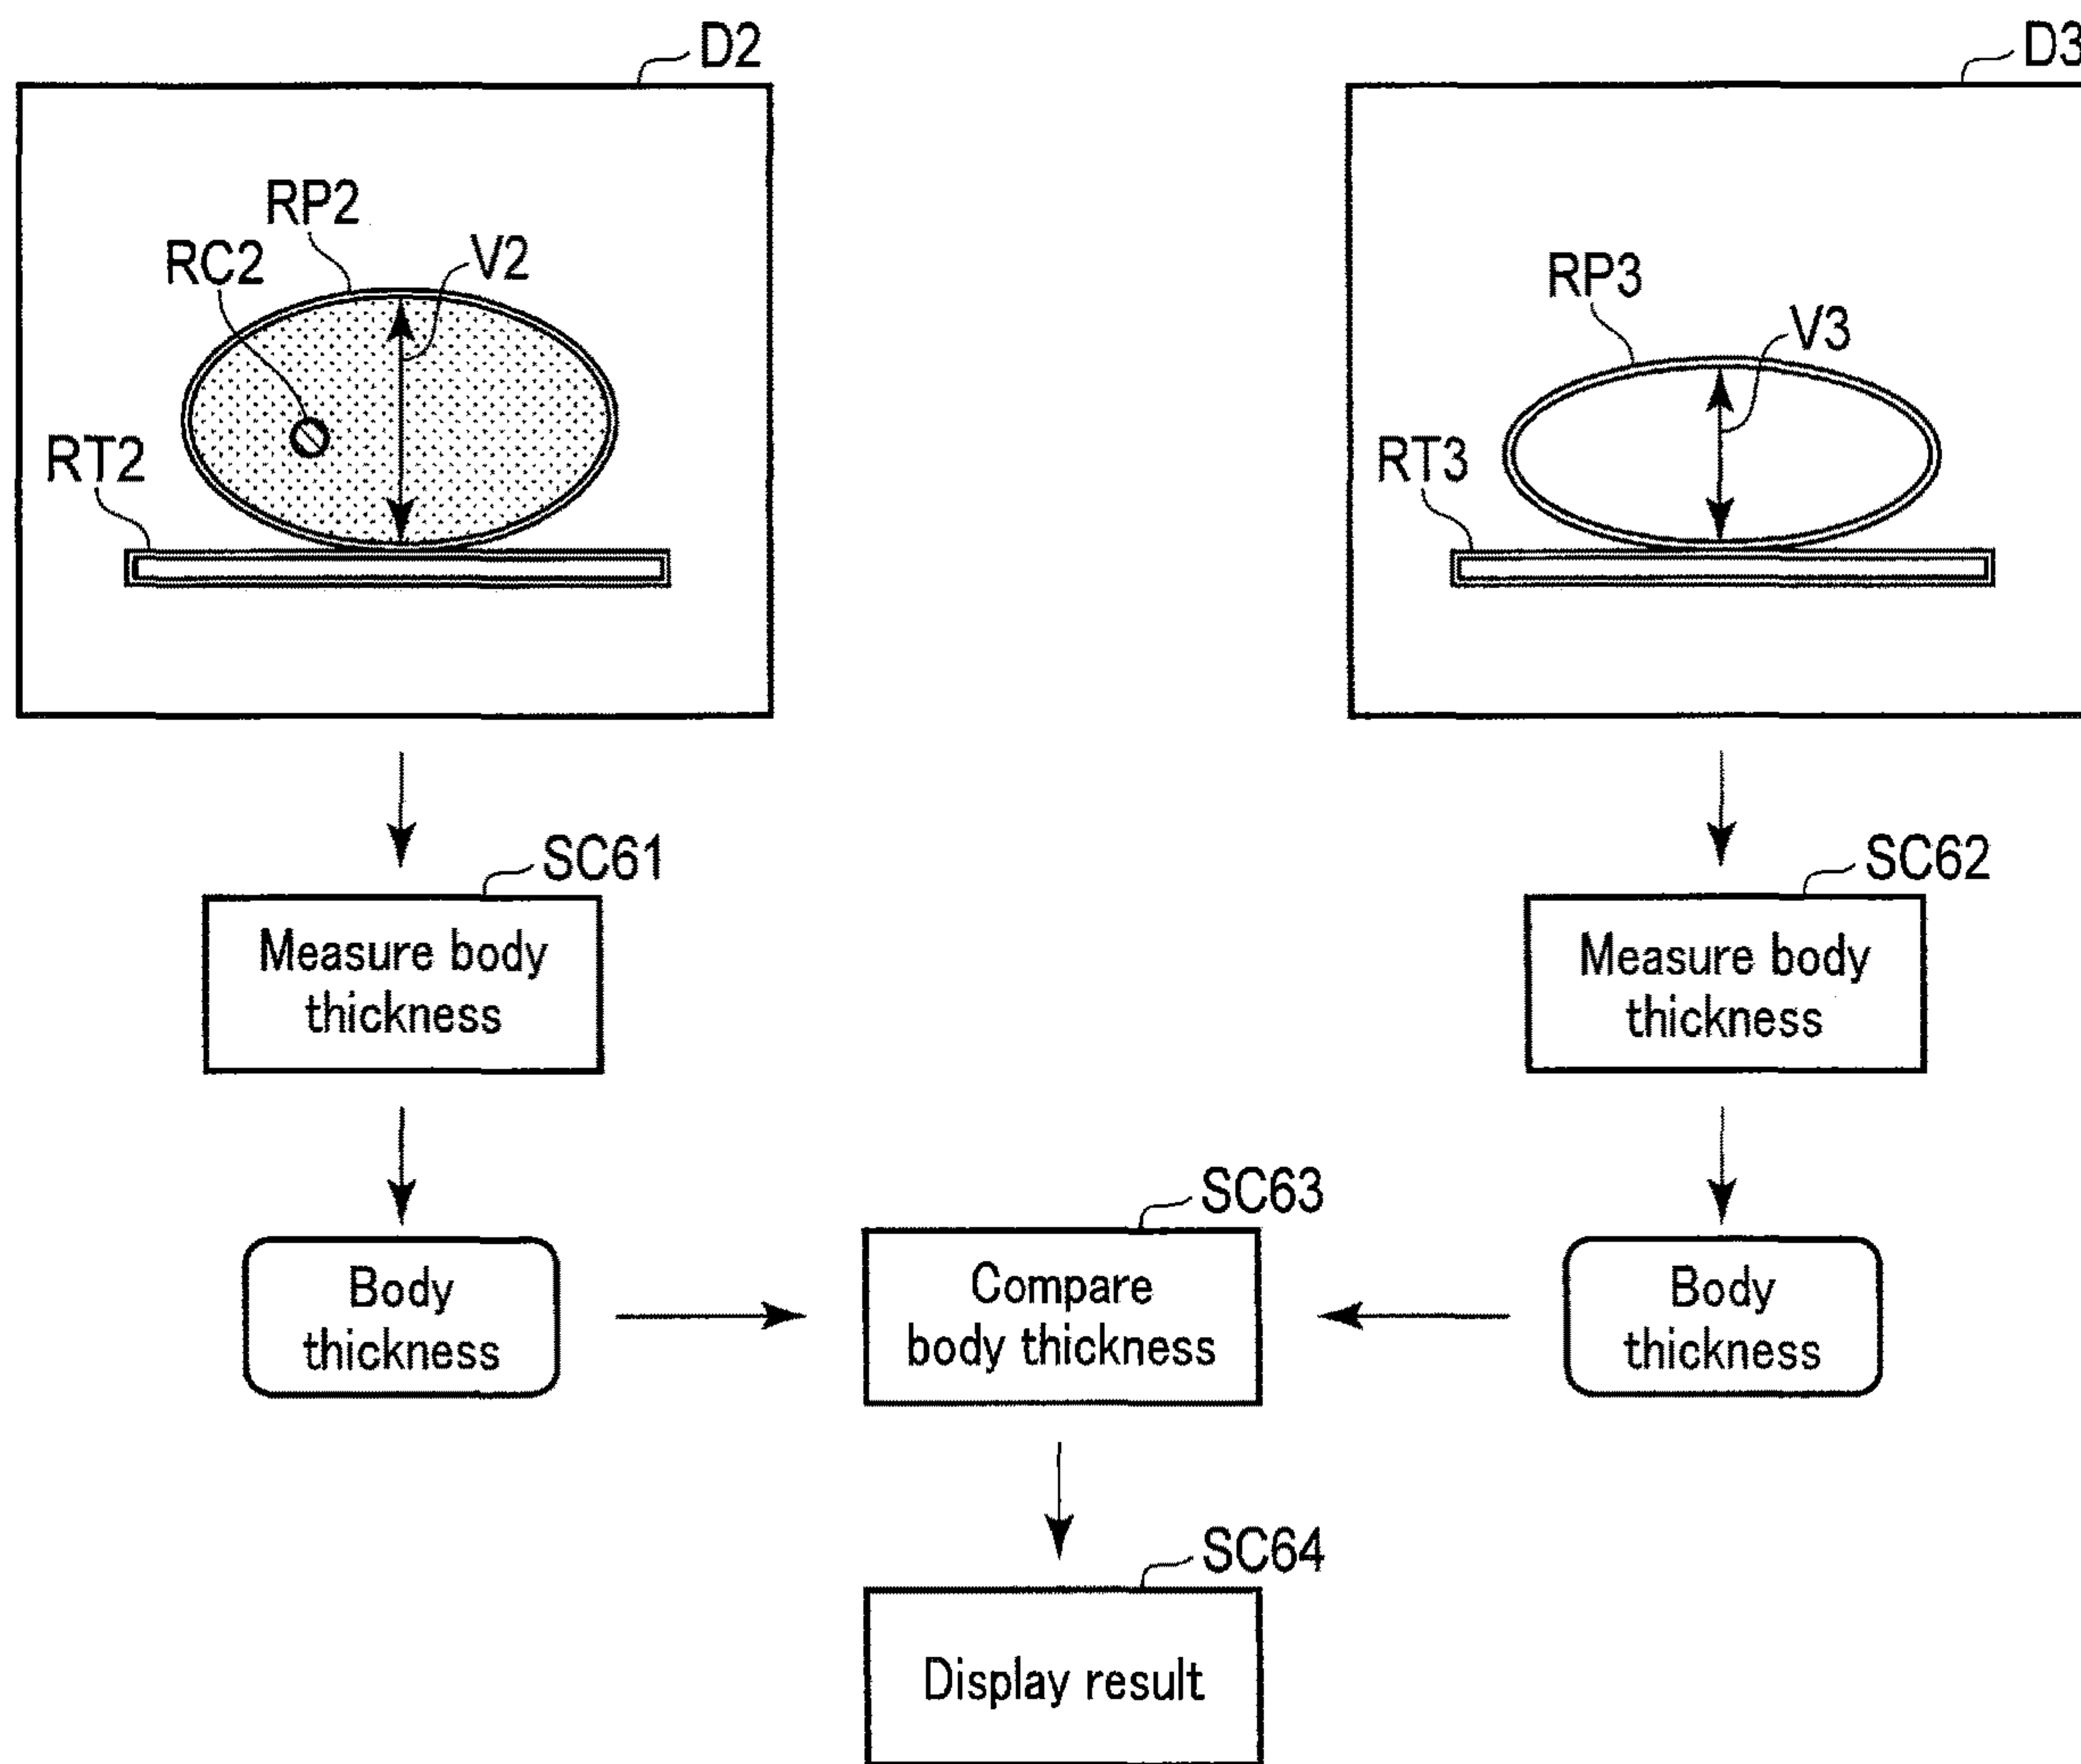 D2
D3
RP2
RC2
V2
RT2
RP3
V3
RT3
SC61
Measure body
thickness
SC62
Measure body
thickness
Body
thickness
SC63
Compare
body thickness
Body
thickness
SC64
Display result